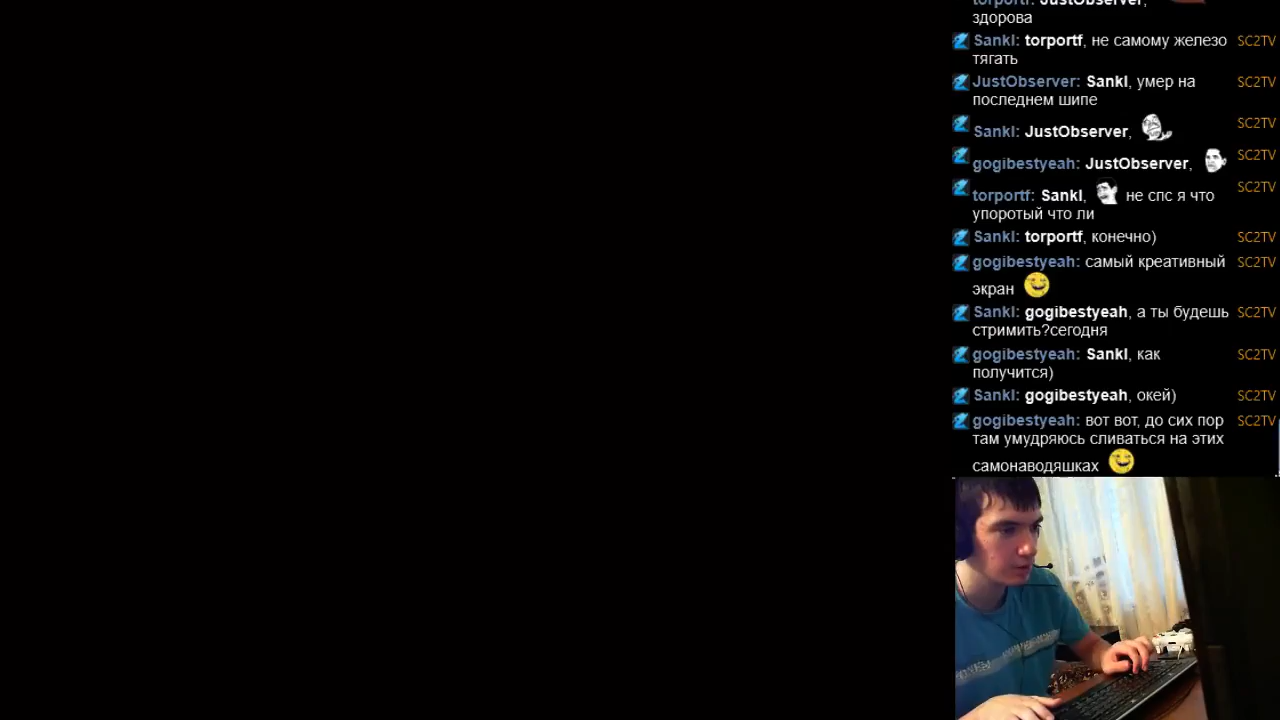 torportf: JustObserver,
здорова
Sankl: torportf, не самому железо SC2TV
тягать
JustObserver: Sankl, умер на SC2TV
последнем шипе
Sankl: JustObserver, SC2TV
gogibestyeah: JustObserver, SC2TV
torportf: Sankl, не спс я что SC2TV
упоротый что ли
Sankl: torportf, конечно) SC2TV
gogibestyeah: самый креативный SC2TV
экран
Sankl: gogibestyeah, а ты будешь SC2TV
стримить?сегодня
gogibestyeah: Sankl, как SC2TV
получится)
Sankl: gogibestyeah, окей) SC2TV
gogibestyeah: вот вот, до сих пор SC2TV
там умудряюсь сливаться на этих
самонаводяшках